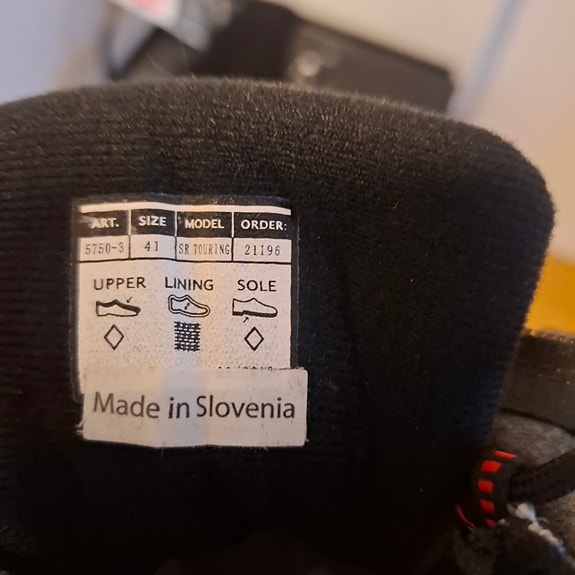 ART. SIZE MODEL ORDER:
5750-3 41 SR TOURING 21196
UPPER LINING SOLE
Made in Slovenia